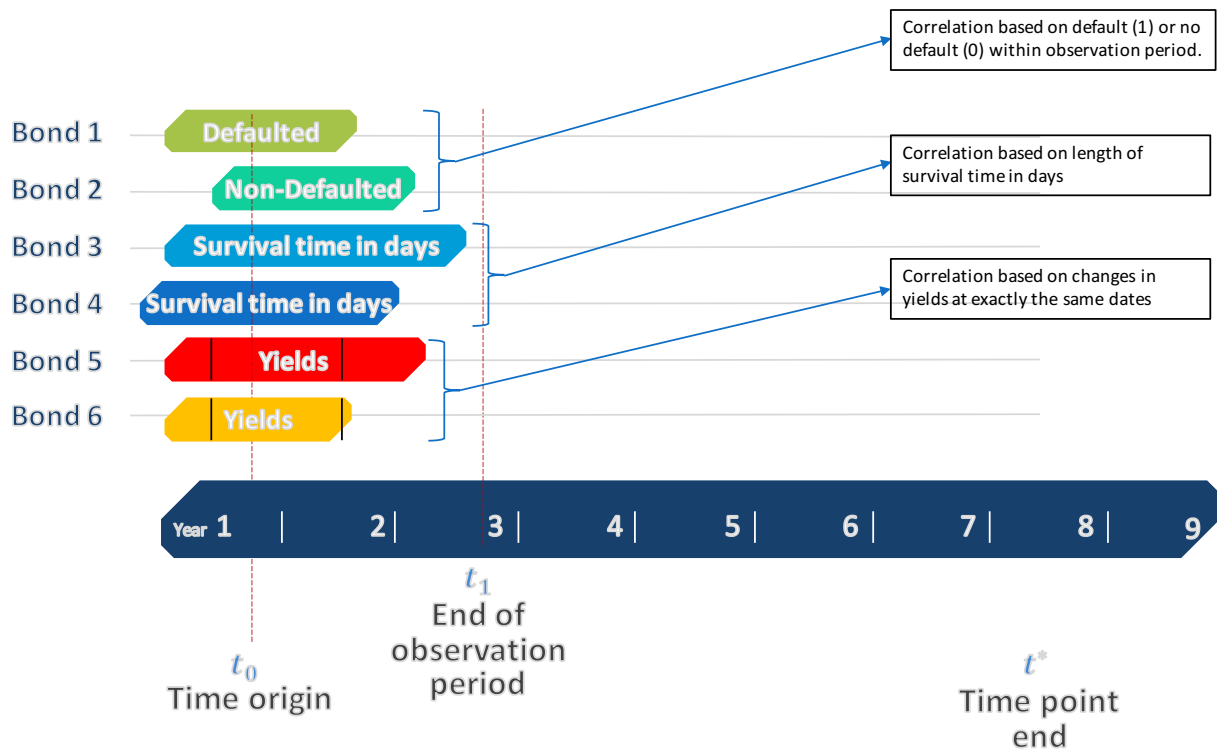 Correlation based on default (1) or no
default (0) within observation period.
Bond 1
Defaulted
Correlation based on length of
survival time in days
Bond 2
Non-Defaulted
Bond 3
Survival time in days
Correlation based on changes in
yields at exactly the same dates
Bond 4
Survival time in days
Bond 5
Yields
Bond 6
Yields
Year 1 2 3 4 5 6 7 8 9
t₁
End of
observation
period
t₀
Time origin
t*
Time point
end